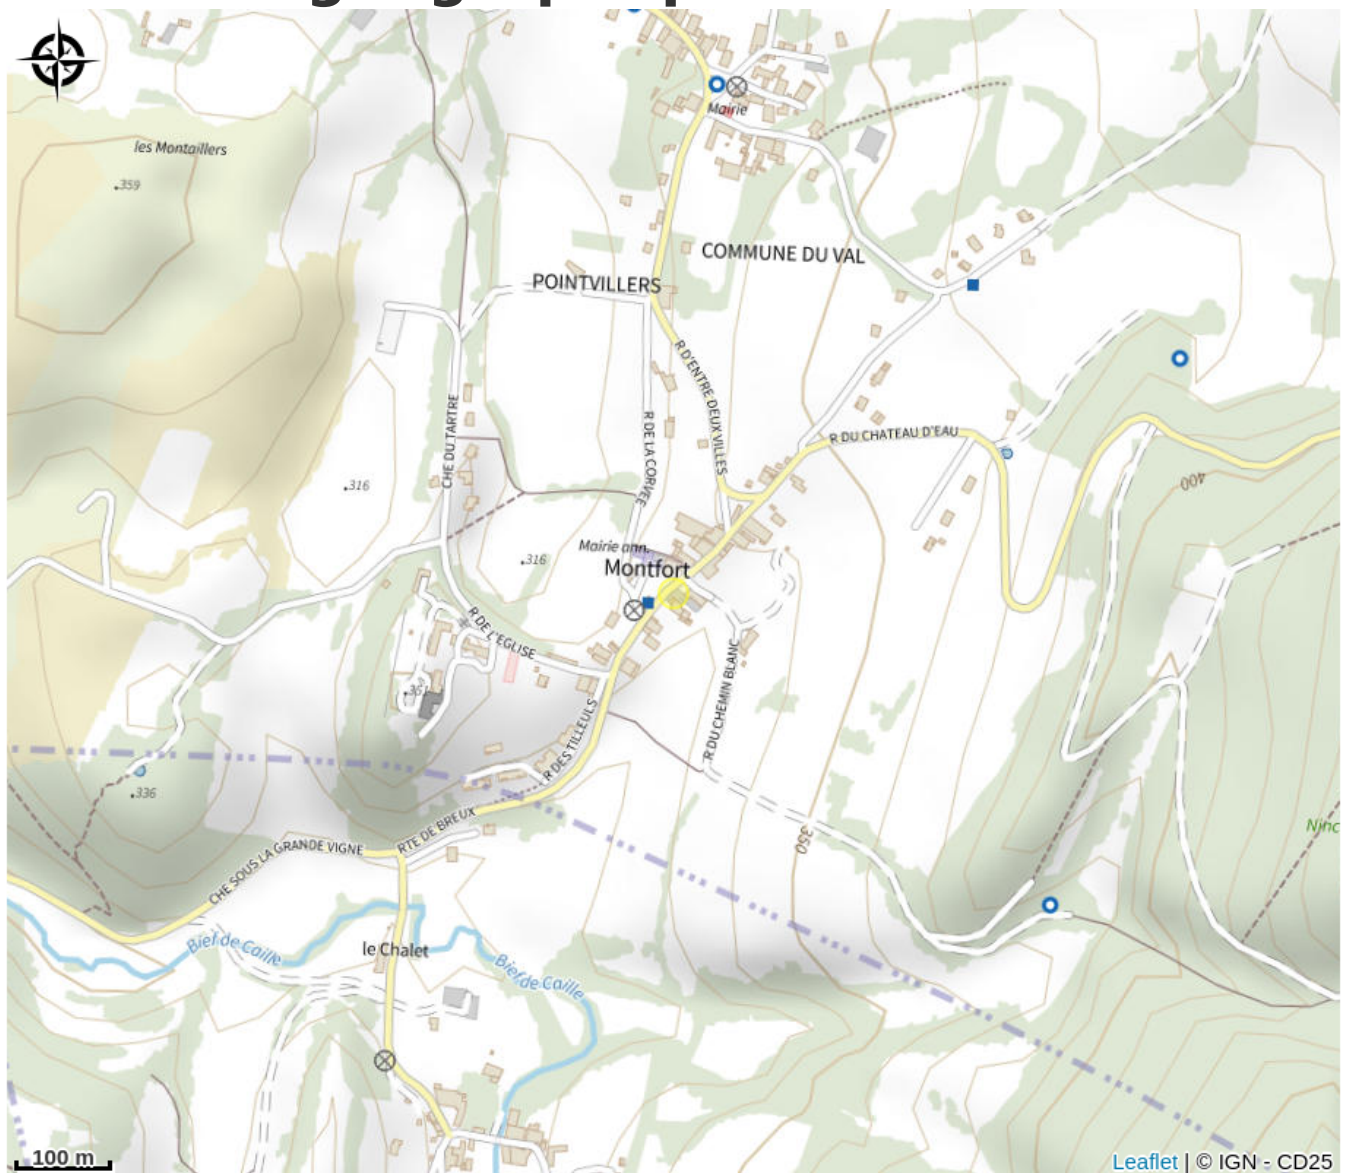 Mairie
les Montaillers
359
COMMUNE DU VAL
POINTVILLERS
R D'ENTRE DEUX VILLES
CHE DU TARTRE
R DE LA CORVEE
R DU CHATEAU D'EAU
316
400
Mairie ann.
316
Montfort
R DE L'EGLISE
R DU CHEMIN BLANC
351
R DES TILLEULS
336
RTE DE BREUX
CHE SOUS LA GRANDE VIGNE
350
Ninc
Bief de Caille
le Chalet
Bief de Caille
100 m
Leaflet | © IGN - CD25